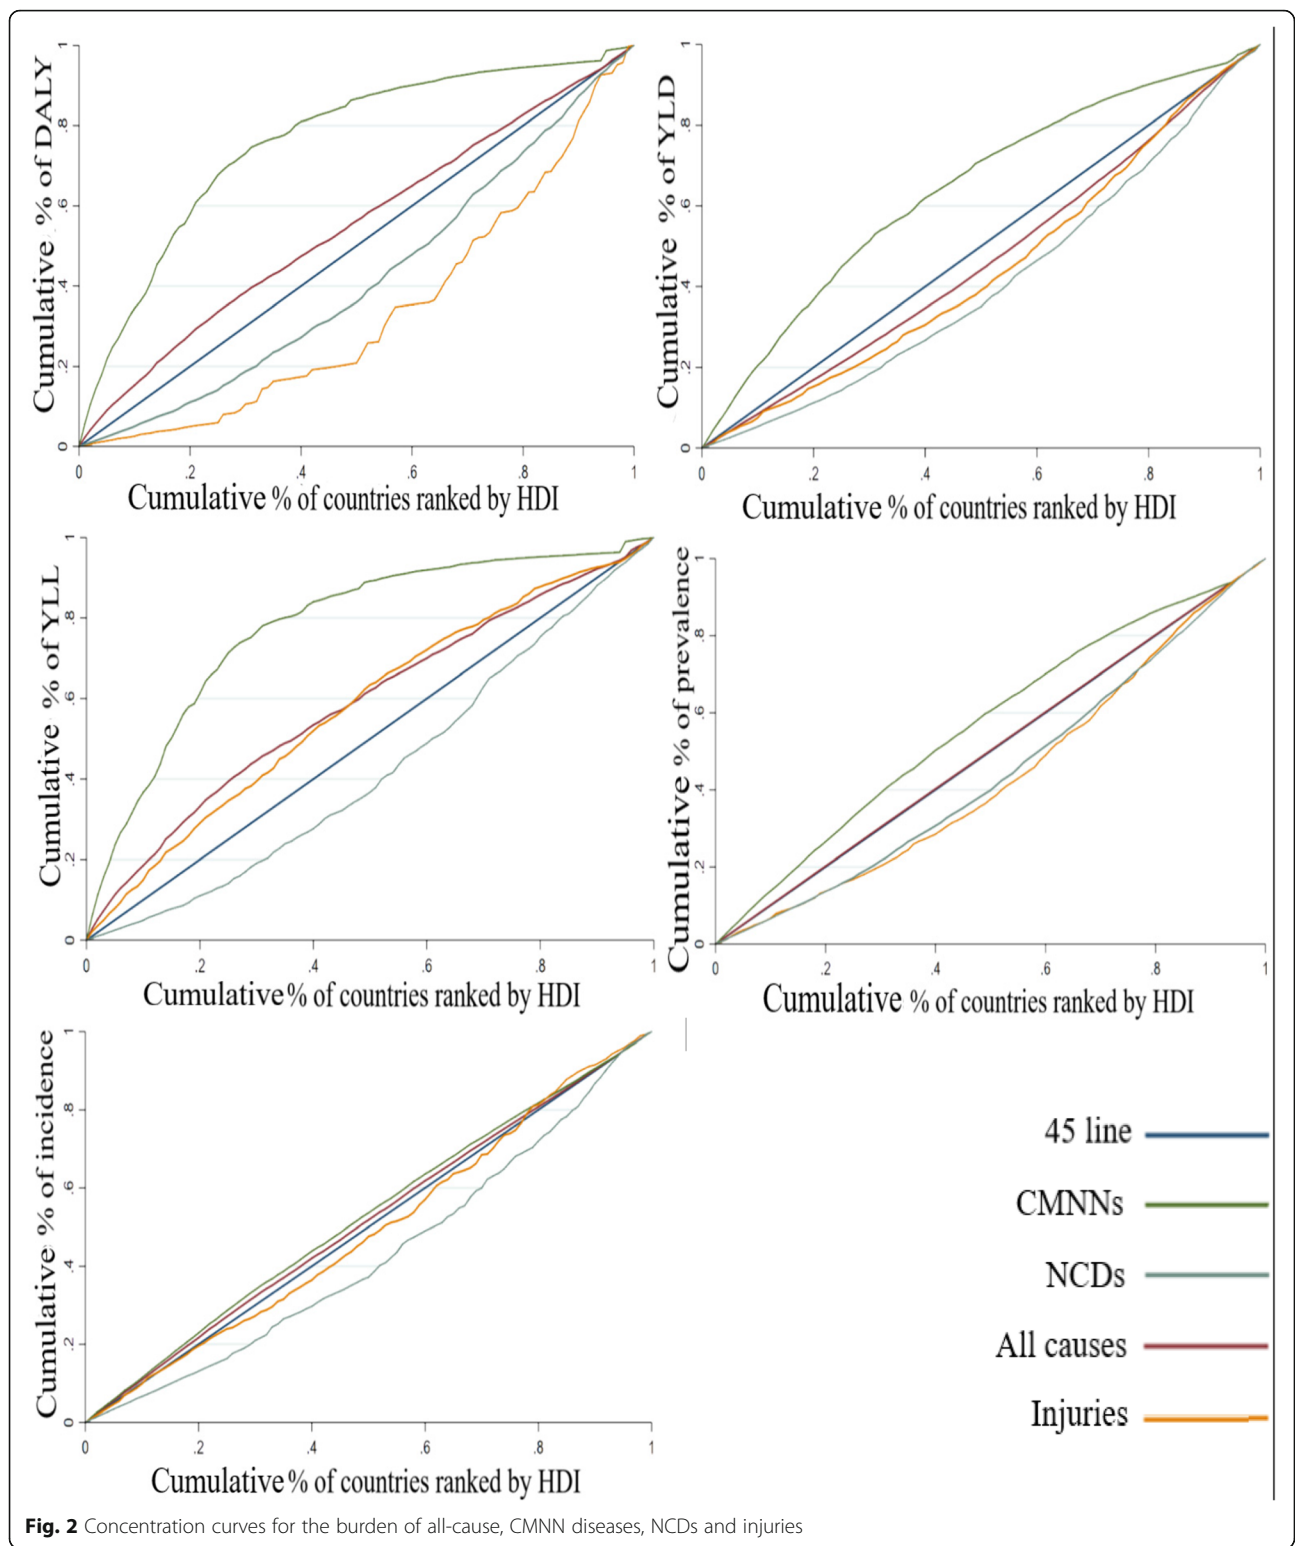 Cumulative % of DALY
1
.8
.6
.4
.2
0
0 .2 .4 .6 .8 1
Cumulative % of countries ranked by HDI
Cumulative % of YLD
1
.8
.6
.4
.2
0
0 .2 .4 .6 .8 1
Cumulative % of countries ranked by HDI
Cumulative % of YLL
1
.8
.6
.4
.2
0
0 .2 .4 .6 .8 1
Cumulative % of countries ranked by HDI
Cumulative % of prevalence
1
.8
.6
.4
.2
0
0 .2 .4 .6 .8 1
Cumulative % of countries ranked by HDI
Cumulative % of incidence
1
.8
.6
.4
.2
0
0 .2 .4 .6 .8 1
Cumulative % of countries ranked by HDI
45 line
CMNNs
NCDs
All causes
Injuries
Fig. 2 Concentration curves for the burden of all-cause, CMNN diseases, NCDs and injuries